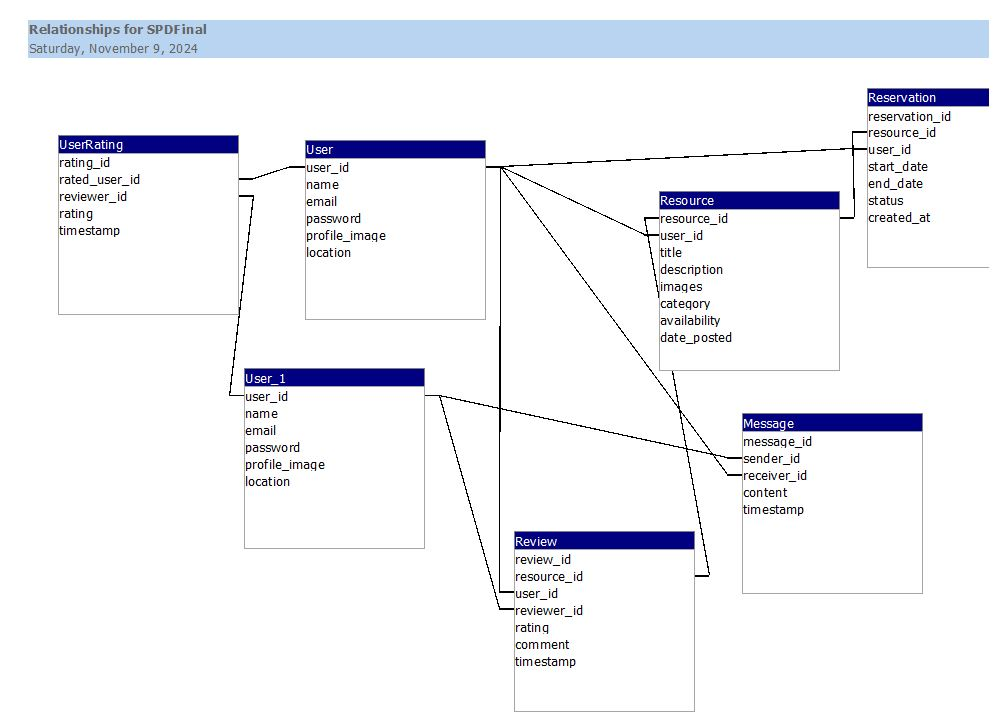 Relationships for SPDFinal
Saturday, November 9, 2024
UserRating
rating_id
rated_user_id
reviewer_id
rating
timestamp
User
user_id
name
email
password
profile_image
location
Resource
resource_id
user_id
title
description
images
category
availability
date_posted
Reservation
reservation_id
resource_id
user_id
start_date
end_date
status
created_at
User_1
user_id
name
email
password
profile_image
location
Message
message_id
sender_id
receiver_id
content
timestamp
Review
review_id
resource_id
user_id
reviewer_id
rating
comment
timestamp